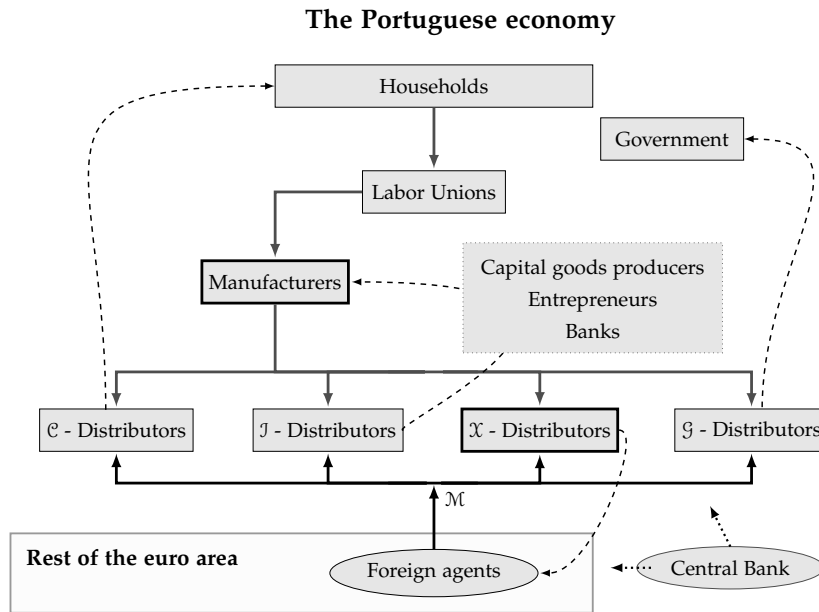 The Portuguese economy
Households
Government
Labor Unions
Manufacturers
Capital goods producers
Entrepreneurs
Banks
𝒞 - Distributors
ℐ - Distributors
𝒳 - Distributors
𝒢 - Distributors
ℳ
Rest of the euro area
Foreign agents
Central Bank